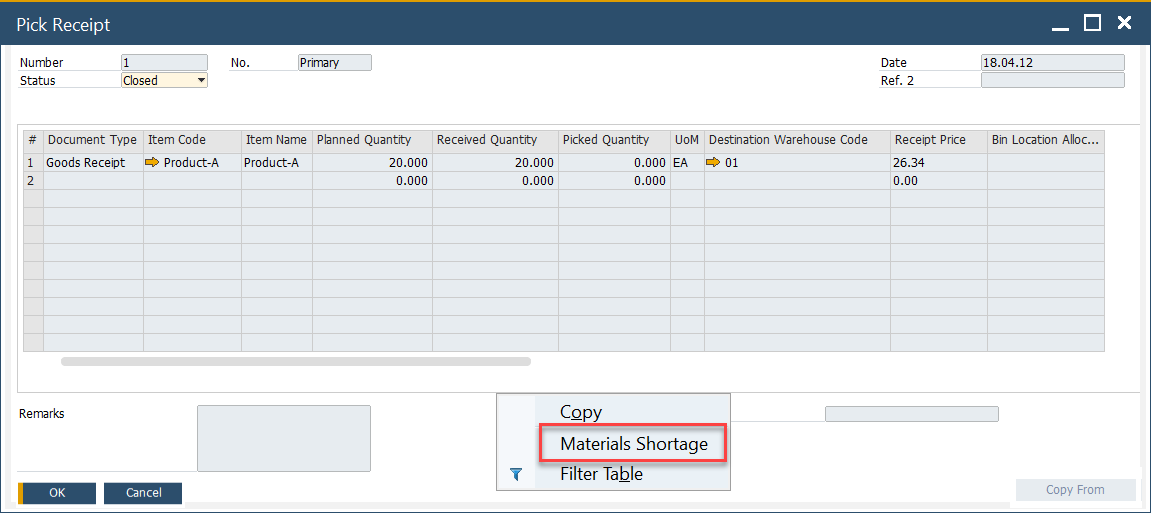 Pick Receipt
Number 1 No. Primary Date 18.04.12
Status Closed Ref. 2
# Document Type Item Code Item Name Planned Quantity Received Quantity Picked Quantity UoM Destination Warehouse Code Receipt Price Bin Location Alloc...
1 Goods Receipt Product-A Product-A 20.000 20.000 0.000 EA 01 26.34
2 0.000 0.000 0.000 0.00
Remarks
Copy
Materials Shortage
Filter Table
OK Cancel Copy From